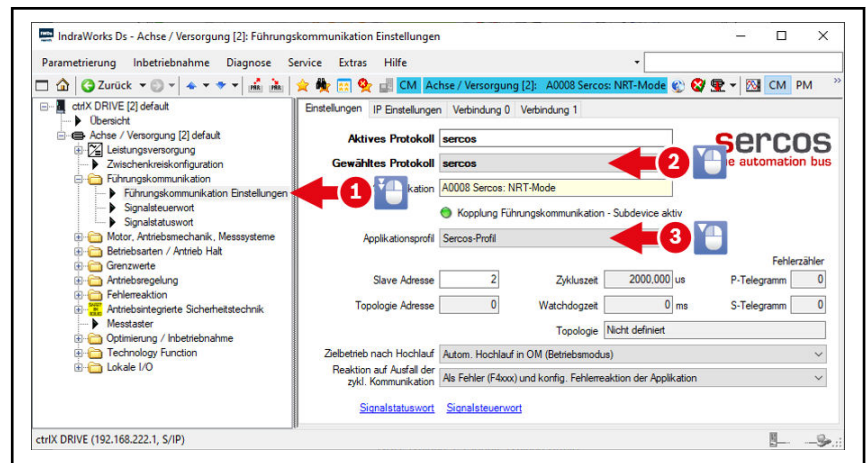 IndraWorks Ds - Achse / Versorgung [2]: Führungskommunikation Einstellungen
Parametrierung Inbetriebnahme Diagnose Service Extras Hilfe
Zurück CM Achse / Versorgung [2]: A0008 Sercos: NRT-Mode CM PM »
ctrlX DRIVE [2] default
Übersicht
Achse / Versorgung [2] default
Leistungsversorgung
Zwischenkreiskonfiguration
Führungskommunikation
Führungskommunikation Einstellungen
Signalsteuerwort
Signalstatuswort
Motor, Antriebsmechanik, Messsysteme
Betriebsarten / Antrieb Halt
Grenzwerte
Antriebsregelung
Fehlerreaktion
Antriebsintegrierte Sicherheitstechnik
Messtaster
Optimierung / Inbetriebnahme
Technology Function
Lokale I/O
1
Einstellungen IP Einstellungen Verbindung 0 Verbindung 1
Aktives Protokoll sercos
sercos
Gewähltes Protokoll sercos 2
e automation bus
kation A0008 Sercos: NRT-Mode
Kopplung Führungskommunikation - Subdevice aktiv
Applikationsprofil Sercos-Profil 3
Fehlerzähler
Slave Adresse 2 Zykluszeit 2000,000 us P-Telegramm 0
Topologie Adresse 0 Watchdogzeit 0 ms S-Telegramm 0
Topologie Nicht definiert
Zielbetrieb nach Hochlauf Autom. Hochlauf in OM (Betriebsmodus)
Reaktion auf Ausfall der
zykl. Kommunikation Als Fehler (F4xxx) und konfig. Fehlerreaktion der Applikation
Signalstatuswort Signalsteuerwort
ctrlX DRIVE (192.168.222.1, S/IP)